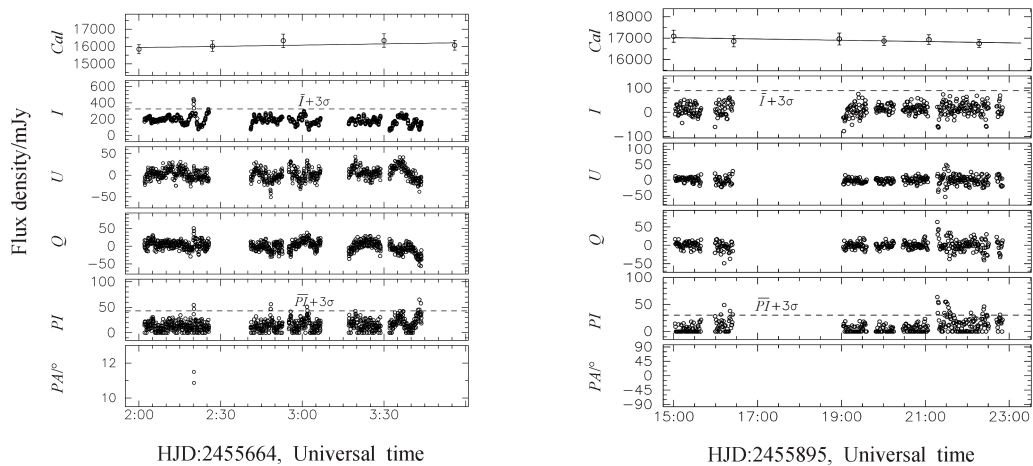 Flux density/mJy
Cal
17000
16000
15000
I
600
400
200
0
Ī+3σ
U
50
0
−50
Q
50
0
−50
PI
100
50
0
P̅I̅+3σ
PA/°
12
10
2:00 2:30 3:00 3:30
HJD:2455664, Universal time
Cal
18000
17000
16000
I
100
0
−100
Ī+3σ
U
50
0
−50
Q
50
0
−50
PI
100
50
0
P̅I̅+3σ
PA/°
90
45
0
−45
−90
15:00 17:00 19:00 21:00 23:00
HJD:2455895, Universal time